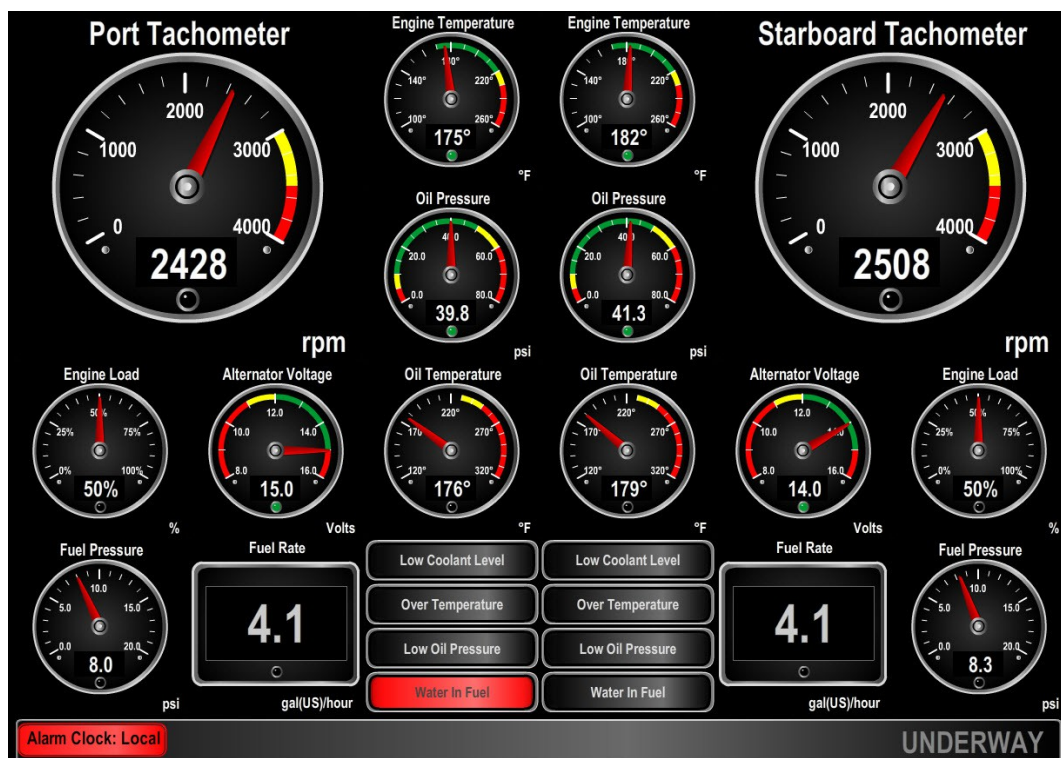 Port Tachometer
0
1000
2000
3000
4000
2428
rpm
Engine Temperature
100°
140°
180°
220°
260°
175°
°F
Engine Temperature
100°
140°
220°
260°
182°
°F
Starboard Tachometer
0
1000
2000
3000
4000
2508
rpm
Oil Pressure
0.0
20.0
60.0
80.0
39.8
psi
Oil Pressure
0.0
20.0
60.0
80.0
41.3
psi
Engine Load
0%
25%
50%
75%
100%
50%
%
Alternator Voltage
8.0
10.0
12.0
14.0
16.0
15.0
Volts
Oil Temperature
120°
170°
220°
270°
320°
176°
°F
Oil Temperature
120°
170°
220°
270°
320°
179°
°F
Alternator Voltage
8.0
10.0
12.0
16.0
14.0
Volts
Engine Load
0%
25%
50%
75%
100%
50%
%
Fuel Pressure
0.0
5.0
10.0
15.0
20.0
8.0
psi
Fuel Rate
4.1
gal(US)/hour
Low Coolant Level
Over Temperature
Low Oil Pressure
Water In Fuel
Low Coolant Level
Over Temperature
Low Oil Pressure
Water In Fuel
Fuel Rate
4.1
gal(US)/hour
Fuel Pressure
0.0
5.0
10.0
15.0
20.0
8.3
psi
Alarm Clock: Local
UNDERWAY